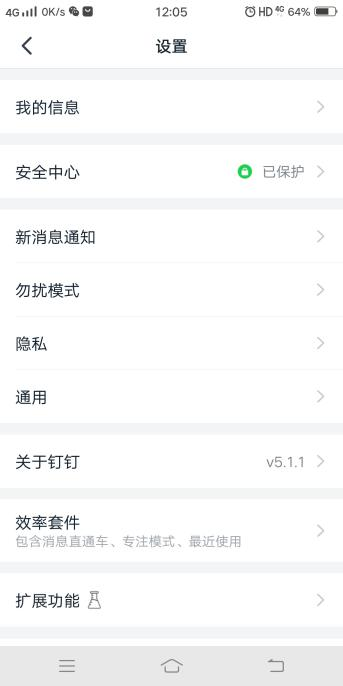 4G 0K/s 12:05 HD 4G 64%
设置
我的信息
安全中心 已保护
新消息通知
勿扰模式
隐私
通用
关于钉钉 v5.1.1
效率套件
包含消息直通车、专注模式、最近使用
扩展功能